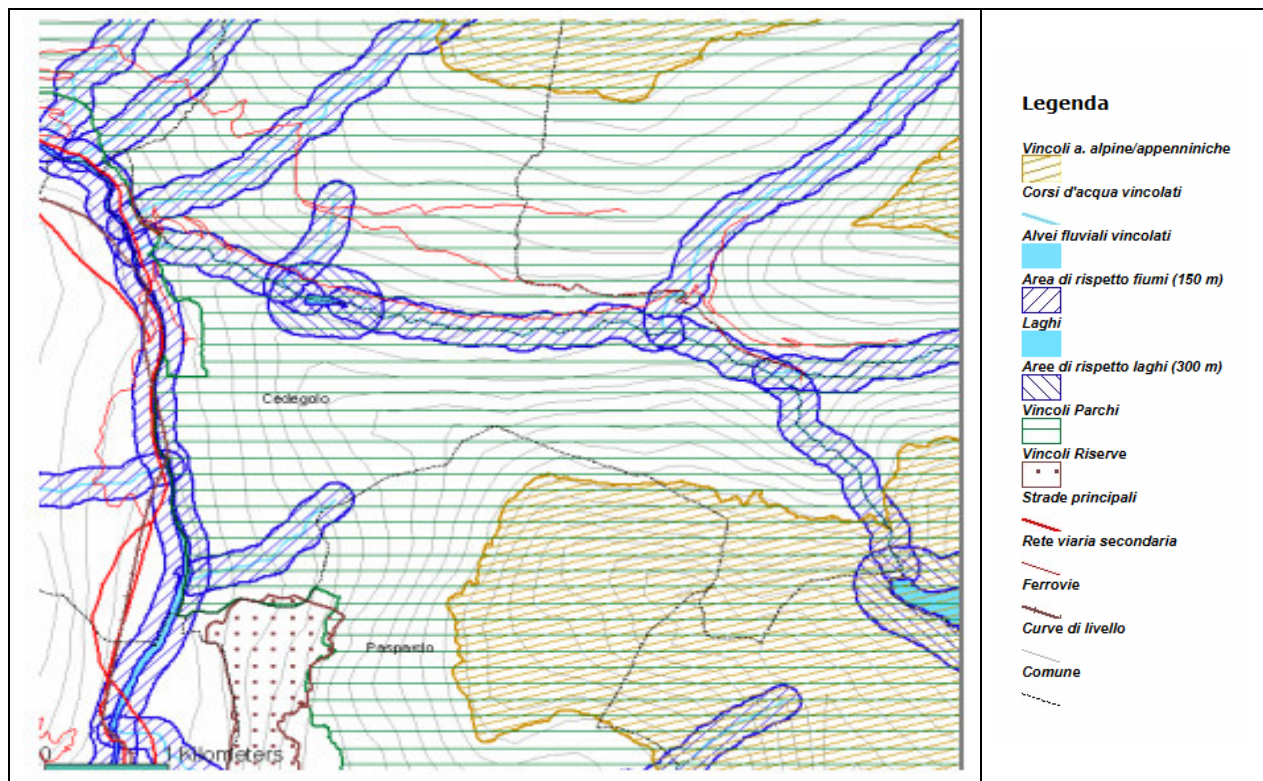 Cedegolo
Paspardo
0 1 Kilometers
Legenda
Vincoli a. alpine/appenniniche
Corsi d'acqua vincolati
Alvei fluviali vincolati
Area di rispetto fiumi (150 m)
Laghi
Aree di rispetto laghi (300 m)
Vincoli Parchi
Vincoli Riserve
Strade principali
Rete viaria secondaria
Ferrovie
Curve di livello
Comune